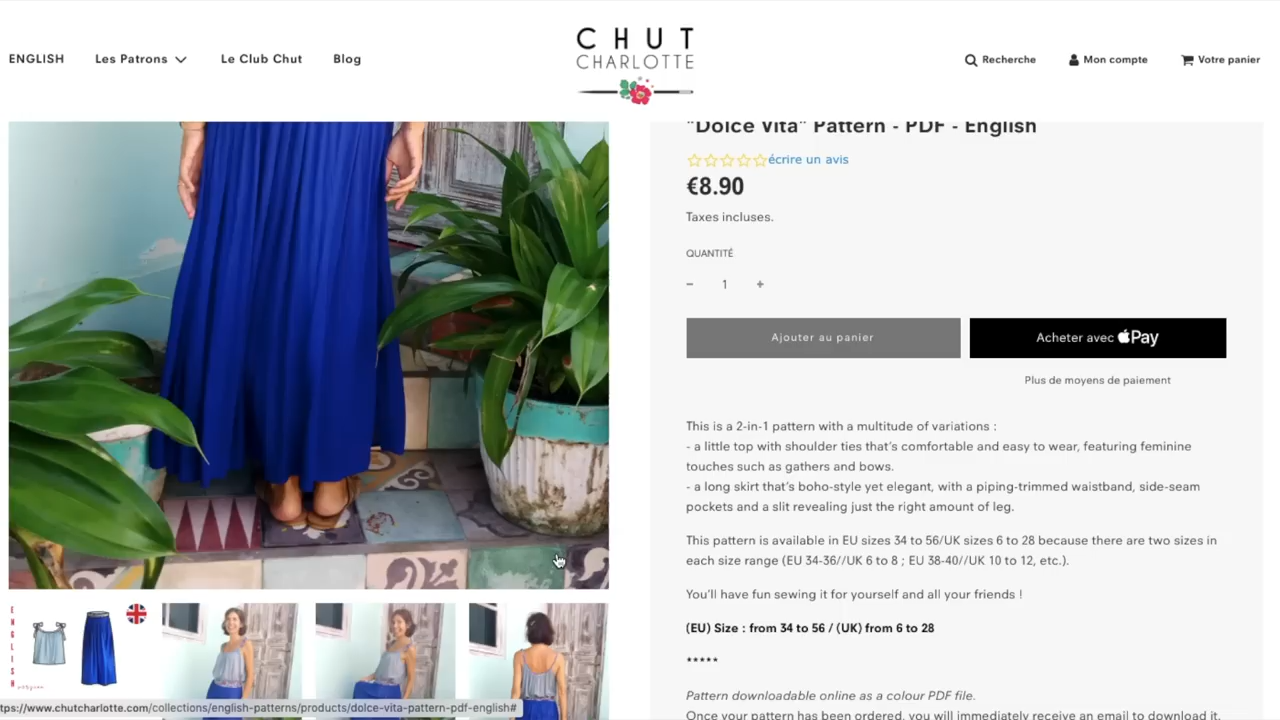 ENGLISH
Les Patrons
Le Club Chut
Blog
CHUT
CHARLOTTE
Recherche
Mon compte
Votre panier
"Dolce Vita" Pattern - PDF - English
écrire un avis
€8.90
Taxes incluses.
QUANTITÉ
− 1 +
Ajouter au panier
Acheter avec Pay
Plus de moyens de paiement
This is a 2-in-1 pattern with a multitude of variations :
- a little top with shoulder ties that's comfortable and easy to wear, featuring feminine
touches such as gathers and bows.
- a long skirt that's boho-style yet elegant, with a piping-trimmed waistband, side-seam
pockets and a slit revealing just the right amount of leg.
This pattern is available in EU sizes 34 to 56/UK sizes 6 to 28 because there are two sizes in
each size range (EU 34-36//UK 6 to 8 ; EU 38-40//UK 10 to 12, etc.).
You'll have fun sewing it for yourself and all your friends !
(EU) Size : from 34 to 56 / (UK) from 6 to 28
*****
Pattern downloadable online as a colour PDF file.
Once your pattern has been ordered, you will immediately receive an email to download it.
ENGLISH
tps://www.chutcharlotte.com/collections/english-patterns/products/dolce-vita-pattern-pdf-english#